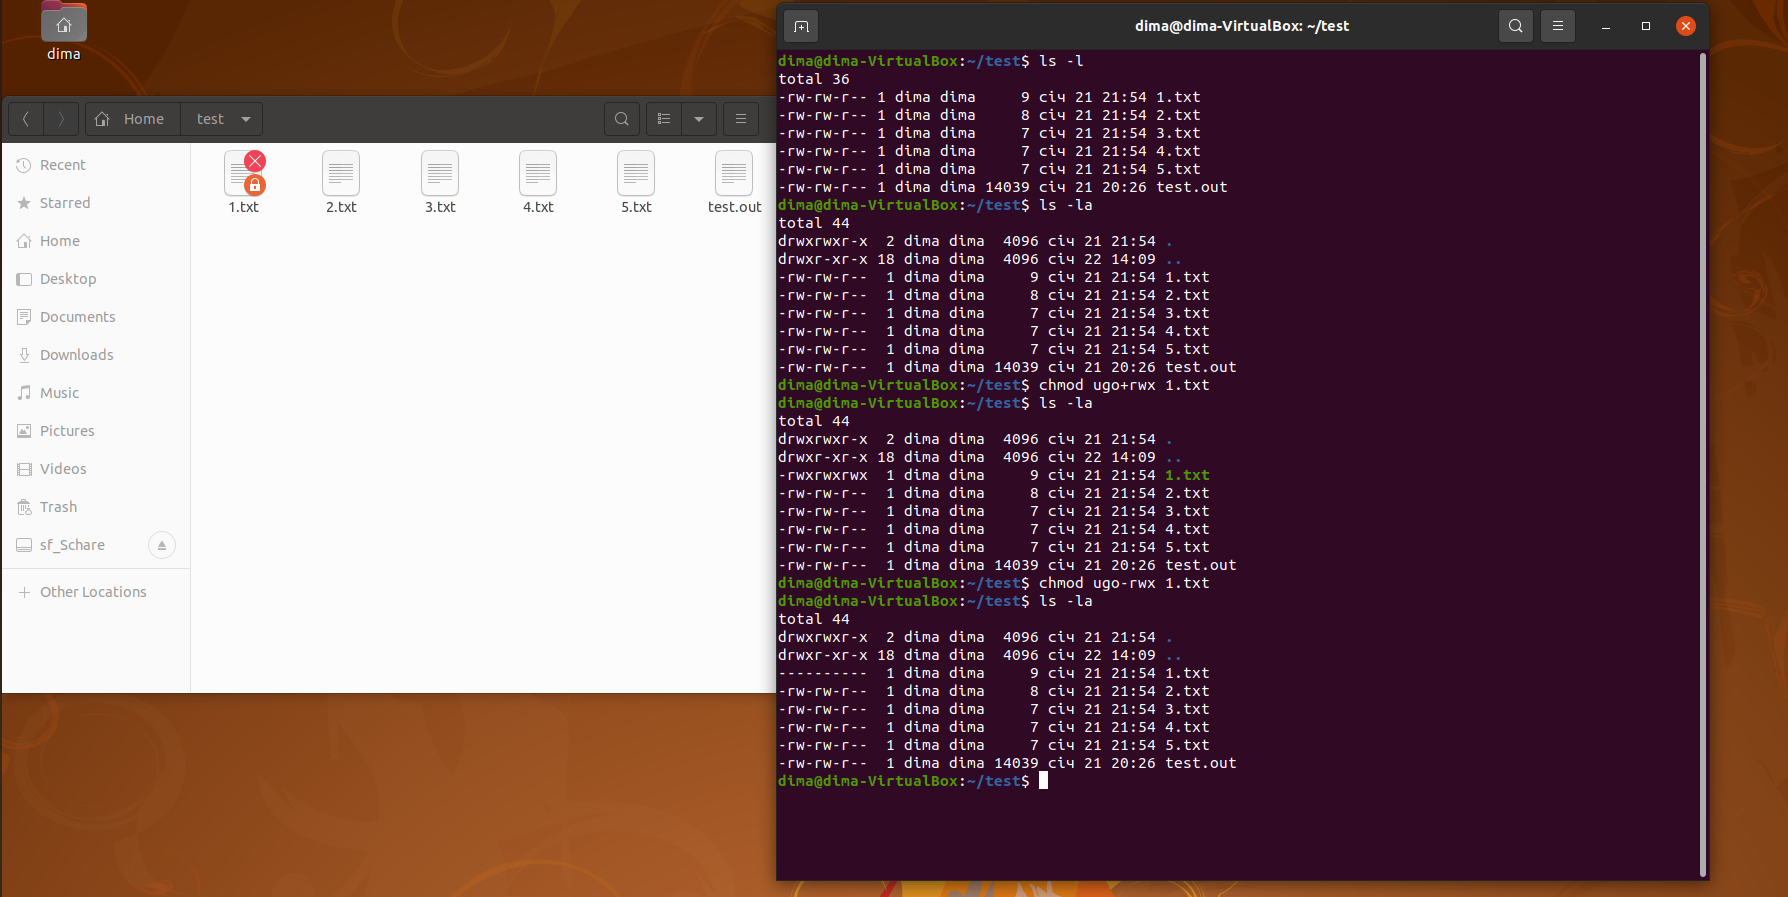 dima
Home
test
Recent
Starred
Home
Desktop
Documents
Downloads
Music
Pictures
Videos
Trash
sf_Schare
Other Locations
1.txt
2.txt
3.txt
4.txt
5.txt
test.out
dima@dima-VirtualBox: ~/test
dima@dima-VirtualBox:~/test$ ls -l
total 36
-rw-rw-r-- 1 dima dima     9 січ 21 21:54 1.txt
-rw-rw-r-- 1 dima dima     8 січ 21 21:54 2.txt
-rw-rw-r-- 1 dima dima     7 січ 21 21:54 3.txt
-rw-rw-r-- 1 dima dima     7 січ 21 21:54 4.txt
-rw-rw-r-- 1 dima dima     7 січ 21 21:54 5.txt
-rw-rw-r-- 1 dima dima 14039 січ 21 20:26 test.out
dima@dima-VirtualBox:~/test$ ls -la
total 44
drwxrwxr-x  2 dima dima  4096 січ 21 21:54 .
drwxr-xr-x 18 dima dima  4096 січ 22 14:09 ..
-rw-rw-r--  1 dima dima     9 січ 21 21:54 1.txt
-rw-rw-r--  1 dima dima     8 січ 21 21:54 2.txt
-rw-rw-r--  1 dima dima     7 січ 21 21:54 3.txt
-rw-rw-r--  1 dima dima     7 січ 21 21:54 4.txt
-rw-rw-r--  1 dima dima     7 січ 21 21:54 5.txt
-rw-rw-r--  1 dima dima 14039 січ 21 20:26 test.out
dima@dima-VirtualBox:~/test$ chmod ugo+rwx 1.txt
dima@dima-VirtualBox:~/test$ ls -la
total 44
drwxrwxr-x  2 dima dima  4096 січ 21 21:54 .
drwxr-xr-x 18 dima dima  4096 січ 22 14:09 ..
-rwxrwxrwx  1 dima dima     9 січ 21 21:54 1.txt
-rw-rw-r--  1 dima dima     8 січ 21 21:54 2.txt
-rw-rw-r--  1 dima dima     7 січ 21 21:54 3.txt
-rw-rw-r--  1 dima dima     7 січ 21 21:54 4.txt
-rw-rw-r--  1 dima dima     7 січ 21 21:54 5.txt
-rw-rw-r--  1 dima dima 14039 січ 21 20:26 test.out
dima@dima-VirtualBox:~/test$ chmod ugo-rwx 1.txt
dima@dima-VirtualBox:~/test$ ls -la
total 44
drwxrwxr-x  2 dima dima  4096 січ 21 21:54 .
drwxr-xr-x 18 dima dima  4096 січ 22 14:09 ..
----------  1 dima dima     9 січ 21 21:54 1.txt
-rw-rw-r--  1 dima dima     8 січ 21 21:54 2.txt
-rw-rw-r--  1 dima dima     7 січ 21 21:54 3.txt
-rw-rw-r--  1 dima dima     7 січ 21 21:54 4.txt
-rw-rw-r--  1 dima dima     7 січ 21 21:54 5.txt
-rw-rw-r--  1 dima dima 14039 січ 21 20:26 test.out
dima@dima-VirtualBox:~/test$